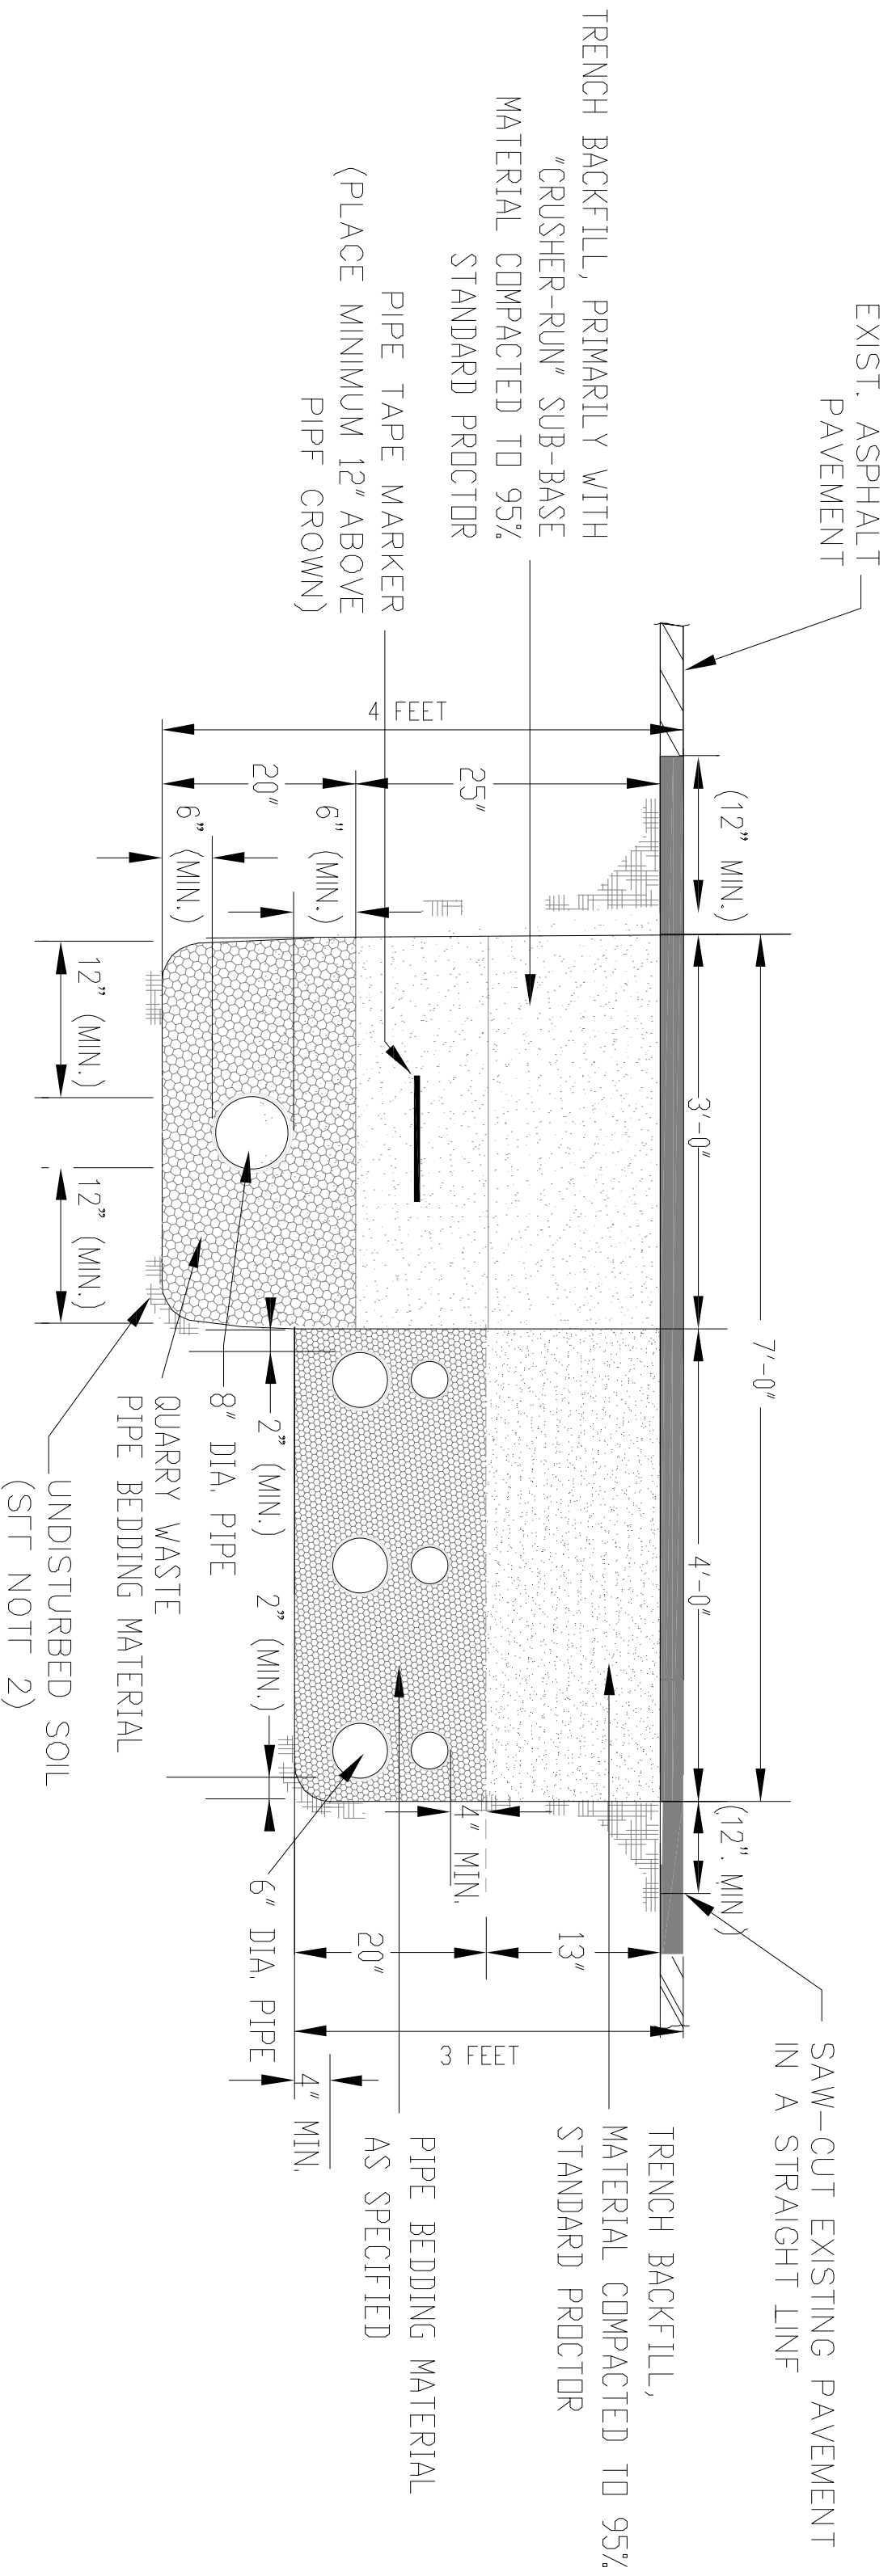 EXIST. ASPHALT
PAVEMENT
TRENCH BACKFILL, PRIMARILY WITH
"CRUSHER-RUN" SUB-BASE
MATERIAL COMPACTED TO 95%
STANDARD PROCTOR
PIPE TAPE MARKER
(PLACE MINIMUM 12" ABOVE
PIPF CROWN)
4 FEET
(12" MIN.)
25"
20"
6" (MIN.)
6" (MIN.)
12" (MIN.)
12" (MIN.)
7'-0"
3'-0"
4'-0"
2" (MIN.)
2" (MIN.)
8" DIA. PIPE
QUARRY WASTE
PIPE BEDDING MATERIAL
UNDISTURBED SOIL
(SFF NOTF 2)
(12". MIN)
4" MIN.
6" DIA. PIPE
13"
20"
3 FEET
4" MIN.
SAW-CUT EXISTING PAVEMENT
IN A STRAIGHT LINF
TRENCH BACKFILL,
MATERIAL COMPACTED TO 95%
STANDARD PROCTOR
PIPE BEDDING MATERIAL
AS SPECIFIED